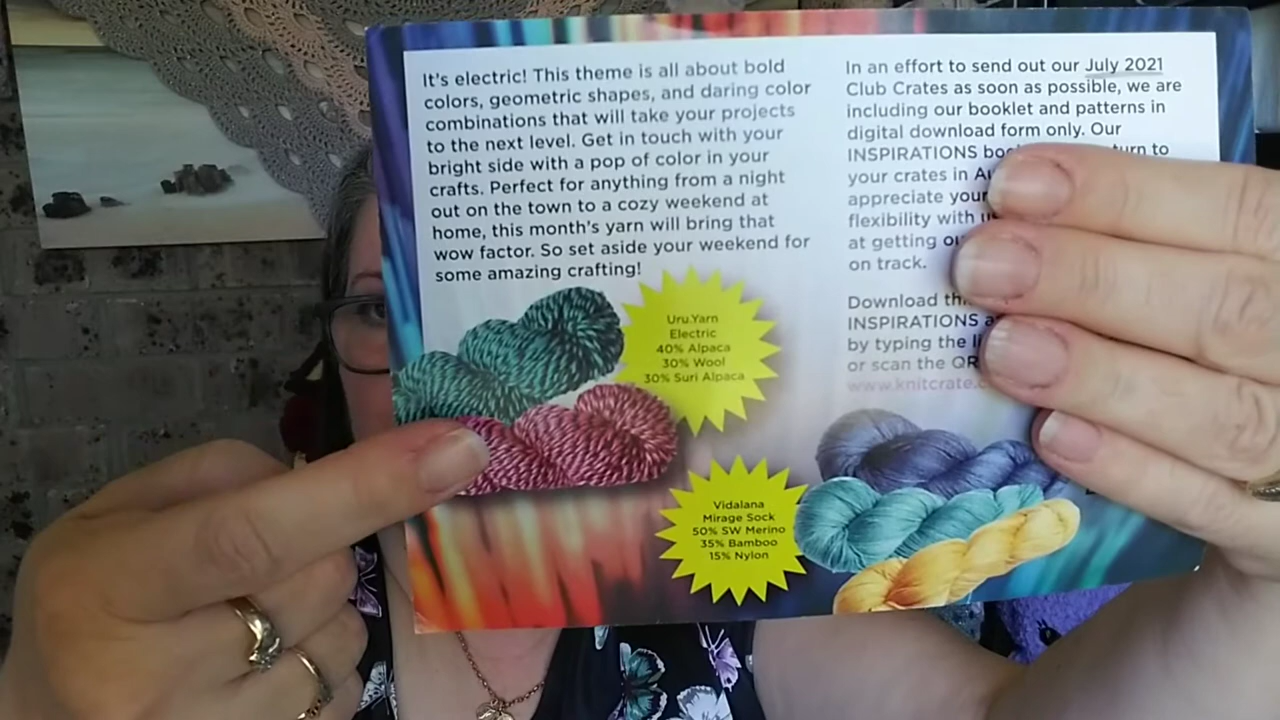 It's electric! This theme is all about bold
colors, geometric shapes, and daring color
combinations that will take your projects
to the next level. Get in touch with your
bright side with a pop of color in your
crafts. Perfect for anything from a night
out on the town to a cozy weekend at
home, this month's yarn will bring that
wow factor. So set aside your weekend for
some amazing crafting!
Uru.Yarn
Electric
40% Alpaca
30% Wool
30% Suri Alpaca
Vidalana
Mirage Sock
50% SW Merino
35% Bamboo
15% Nylon
In an effort to send out our July 2021
Club Crates as soon as possible, we are
including our booklet and patterns in
digital download form only. Our
INSPIRATIONS to
your crates in
appreciate your
flexibility with
at getting
on track.
Download
INSPIRATIONS
by typing the
or scan the QR
www.knitcrate.